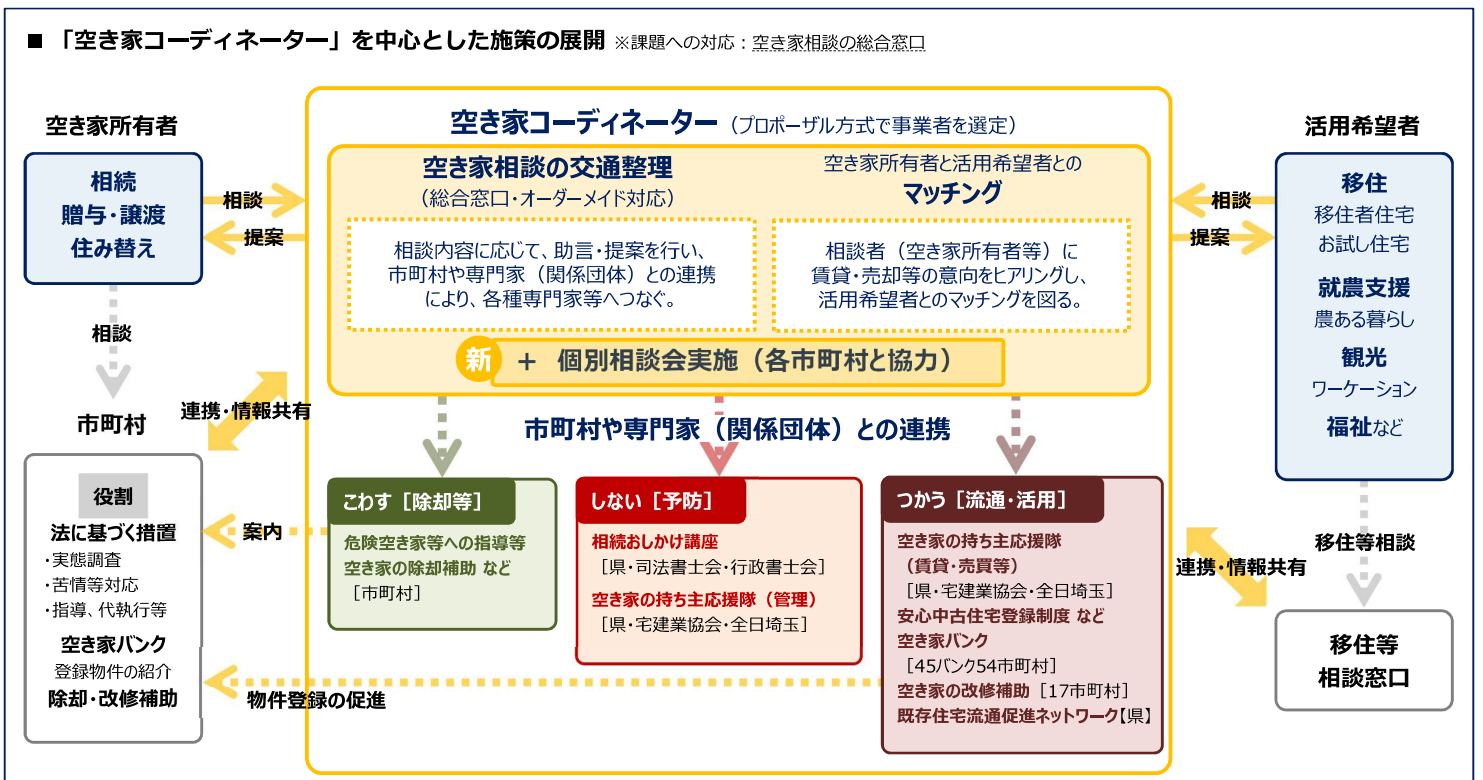 ■ 「空き家コーディネーター」を中心とした施策の展開 ※課題への対応：空き家相談の総合窓口
空き家所有者
相続
贈与・譲渡
住み替え
相談
提案
相談
市町村
連携・情報共有
役割
法に基づく措置
・実態調査
・苦情等対応
・指導、代執行等
空き家バンク
登録物件の紹介
除却・改修補助
案内
物件登録の促進
空き家コーディネーター（プロポーザル方式で事業者を選定）
空き家相談の交通整理
（総合窓口・オーダーメイド対応）
相談内容に応じて、助言・提案を行い、
市町村や専門家（関係団体）との連携
により、各種専門家等へつなぐ。
空き家所有者と活用希望者との
マッチング
相談者（空き家所有者等）に
賃貸・売却等の意向をヒアリングし、
活用希望者とのマッチングを図る。
新 ＋ 個別相談会実施（各市町村と協力）
市町村や専門家（関係団体）との連携
こわす［除却等］
危険空き家等への指導等
空き家の除却補助 など
［市町村］
しない［予防］
相続おしかけ講座
［県・司法書士会・行政書士会］
空き家の持ち主応援隊（管理）
［県・宅建業協会・全日埼玉］
つかう［流通・活用］
空き家の持ち主応援隊
（賃貸・売買等）
［県・宅建業協会・全日埼玉］
安心中古住宅登録制度 など
空き家バンク
［45バンク54市町村］
空き家の改修補助［17市町村］
既存住宅流通促進ネットワーク【県】
活用希望者
相談
提案
移住
移住者住宅
お試し住宅
就農支援
農ある暮らし
観光
ワーケーション
福祉など
移住等相談
連携・情報共有
移住等
相談窓口